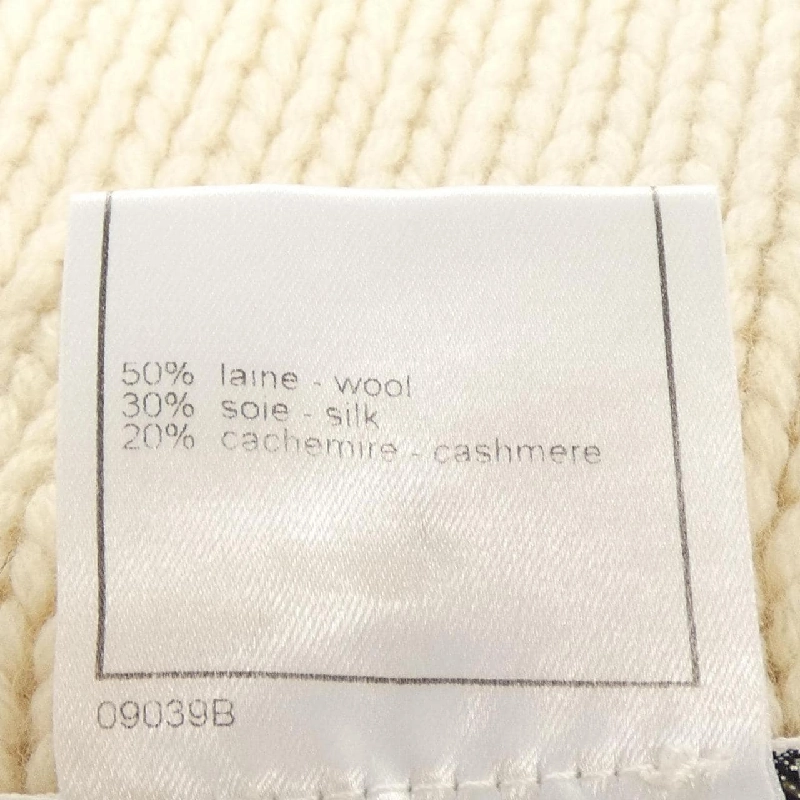 50% laine - wool
30% soie - silk
20% cachemire - cashmere
09039B